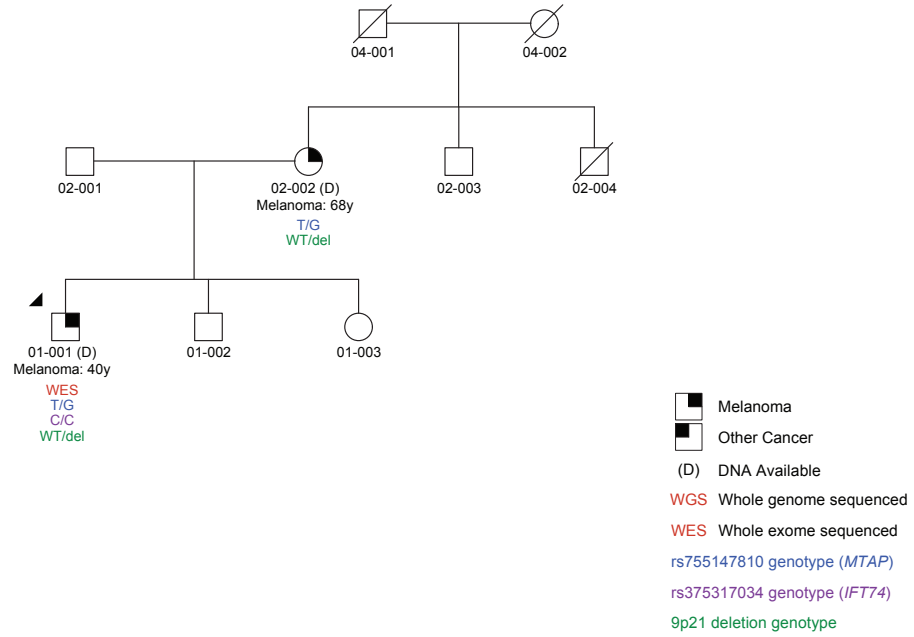 04-001
04-002
02-001
02-002 (D)
Melanoma: 68y
T/G
WT/del
02-003
02-004
01-001 (D)
Melanoma: 40y
WES
T/G
C/C
WT/del
01-002
01-003
Melanoma
Other Cancer
(D) DNA Available
WGS Whole genome sequenced
WES Whole exome sequenced
rs755147810 genotype (MTAP)
rs375317034 genotype (IFT74)
9p21 deletion genotype